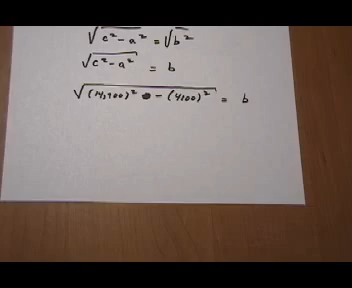 √c² - a² = √b²
√c² - a² = b
√(14,100)² - (4100)² = b